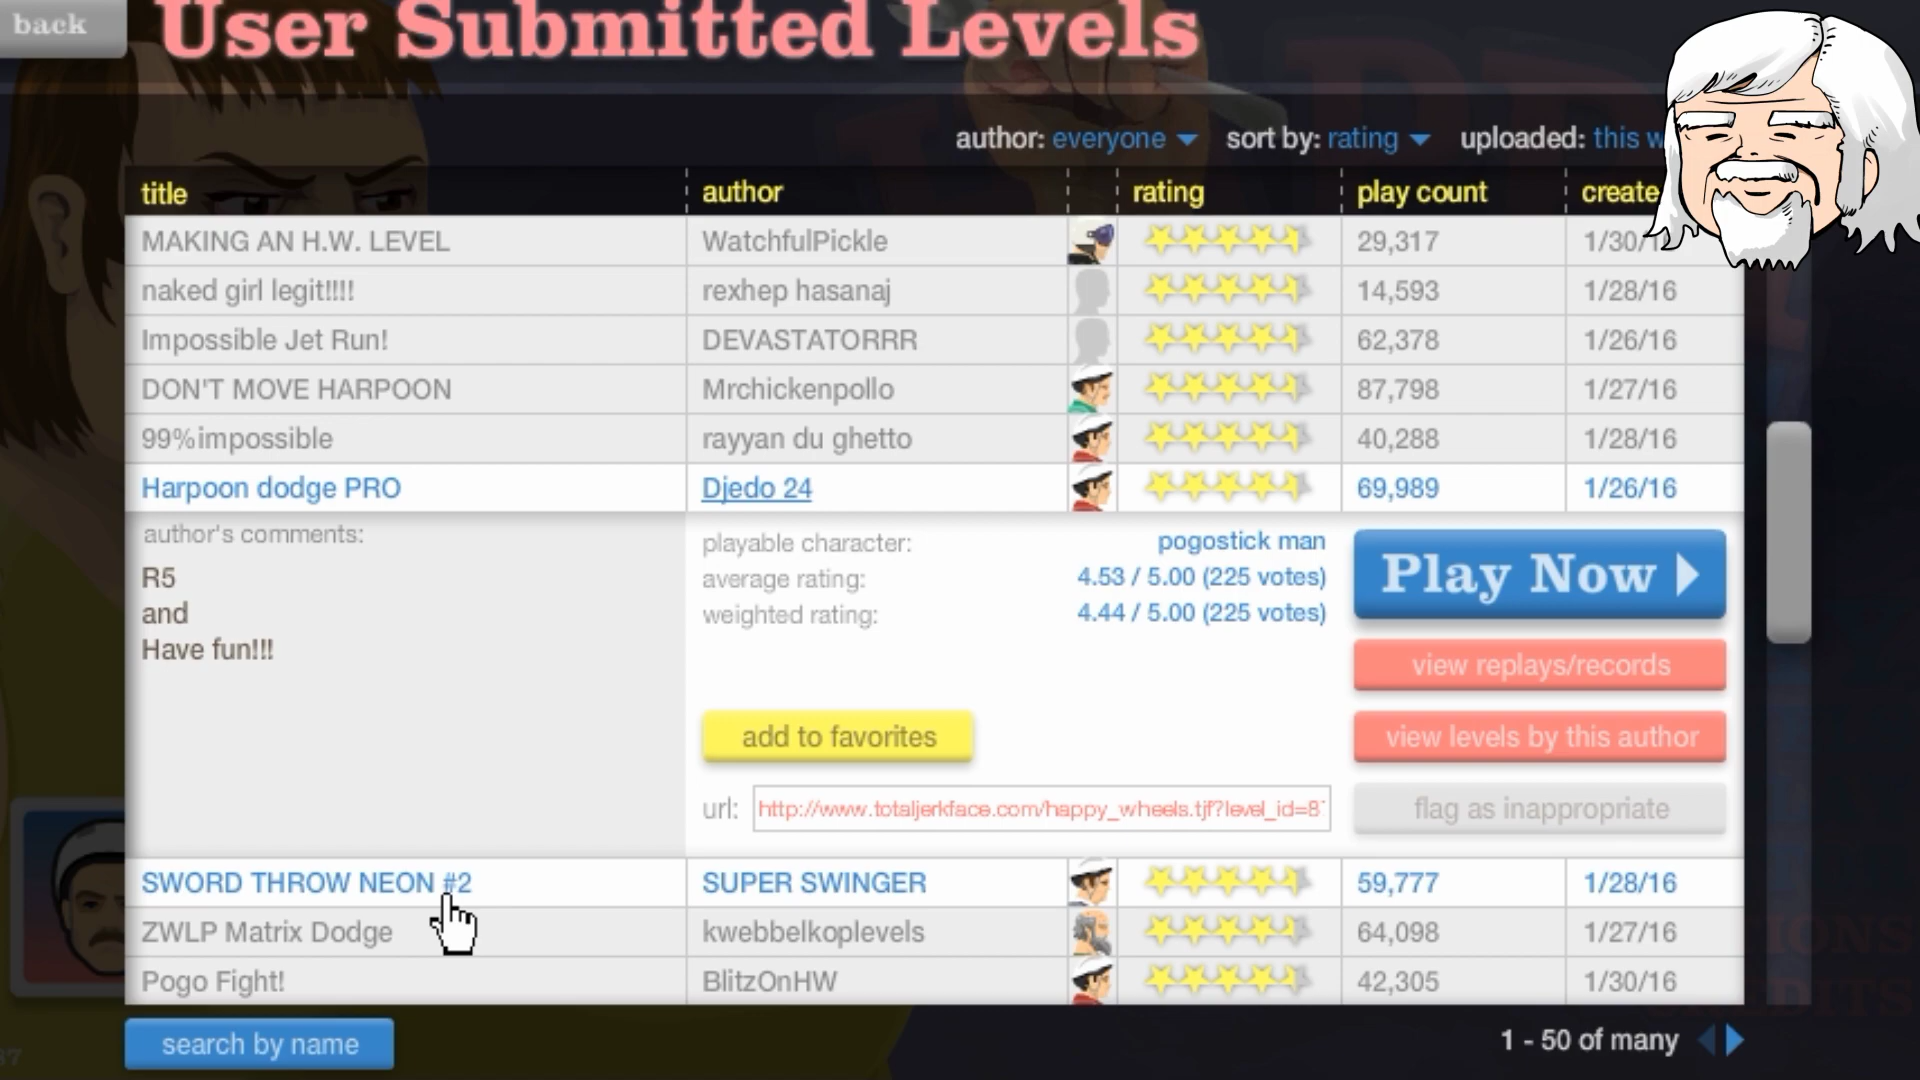 back
User Submitted Levels
author: everyone sort by: rating uploaded: this
title author rating play count create
MAKING AN H.W. LEVEL WatchfulPickle 29,317 1/30/
naked girl legit!!!! rexhep hasanaj 14,593 1/28/16
Impossible Jet Run! DEVASTATORRR 62,378 1/26/16
DON'T MOVE HARPOON Mrchickenpollo 87,798 1/27/16
99%impossible rayyan du ghetto 40,288 1/28/16
Harpoon dodge PRO Djedo 24 69,989 1/26/16
author's comments:
R5
and
Have fun!!!
playable character: pogostick man
average rating: 4.53 / 5.00 (225 votes)
weighted rating: 4.44 / 5.00 (225 votes)
add to favorites
url: http://www.totaljerkface.com/happy_wheels.tjf?level_id=8
Play Now
view replays/records
view levels by this author
flag as inappropriate
SWORD THROW NEON #2 SUPER SWINGER 59,777 1/28/16
ZWLP Matrix Dodge kwebbelkoplevels 64,098 1/27/16
Pogo Fight! BlitzOnHW 42,305 1/30/16
search by name
1 - 50 of many